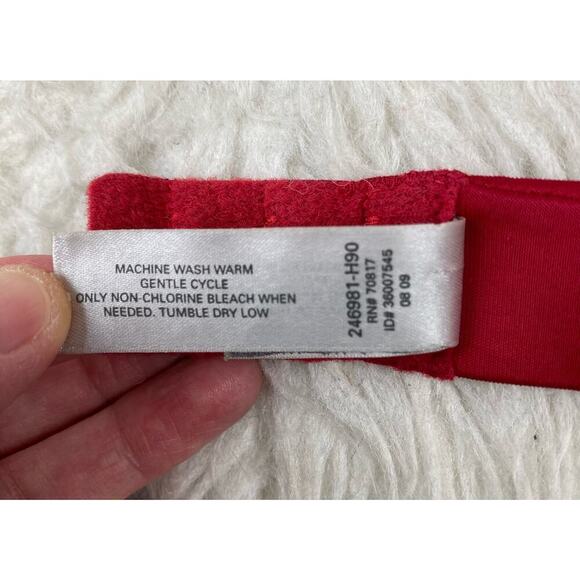 MACHINE WASH WARM
GENTLE CYCLE
ONLY NON-CHLORINE BLEACH WHEN
NEEDED. TUMBLE DRY LOW
246981-H90
RN# 70817
ID# 36007545
08 09